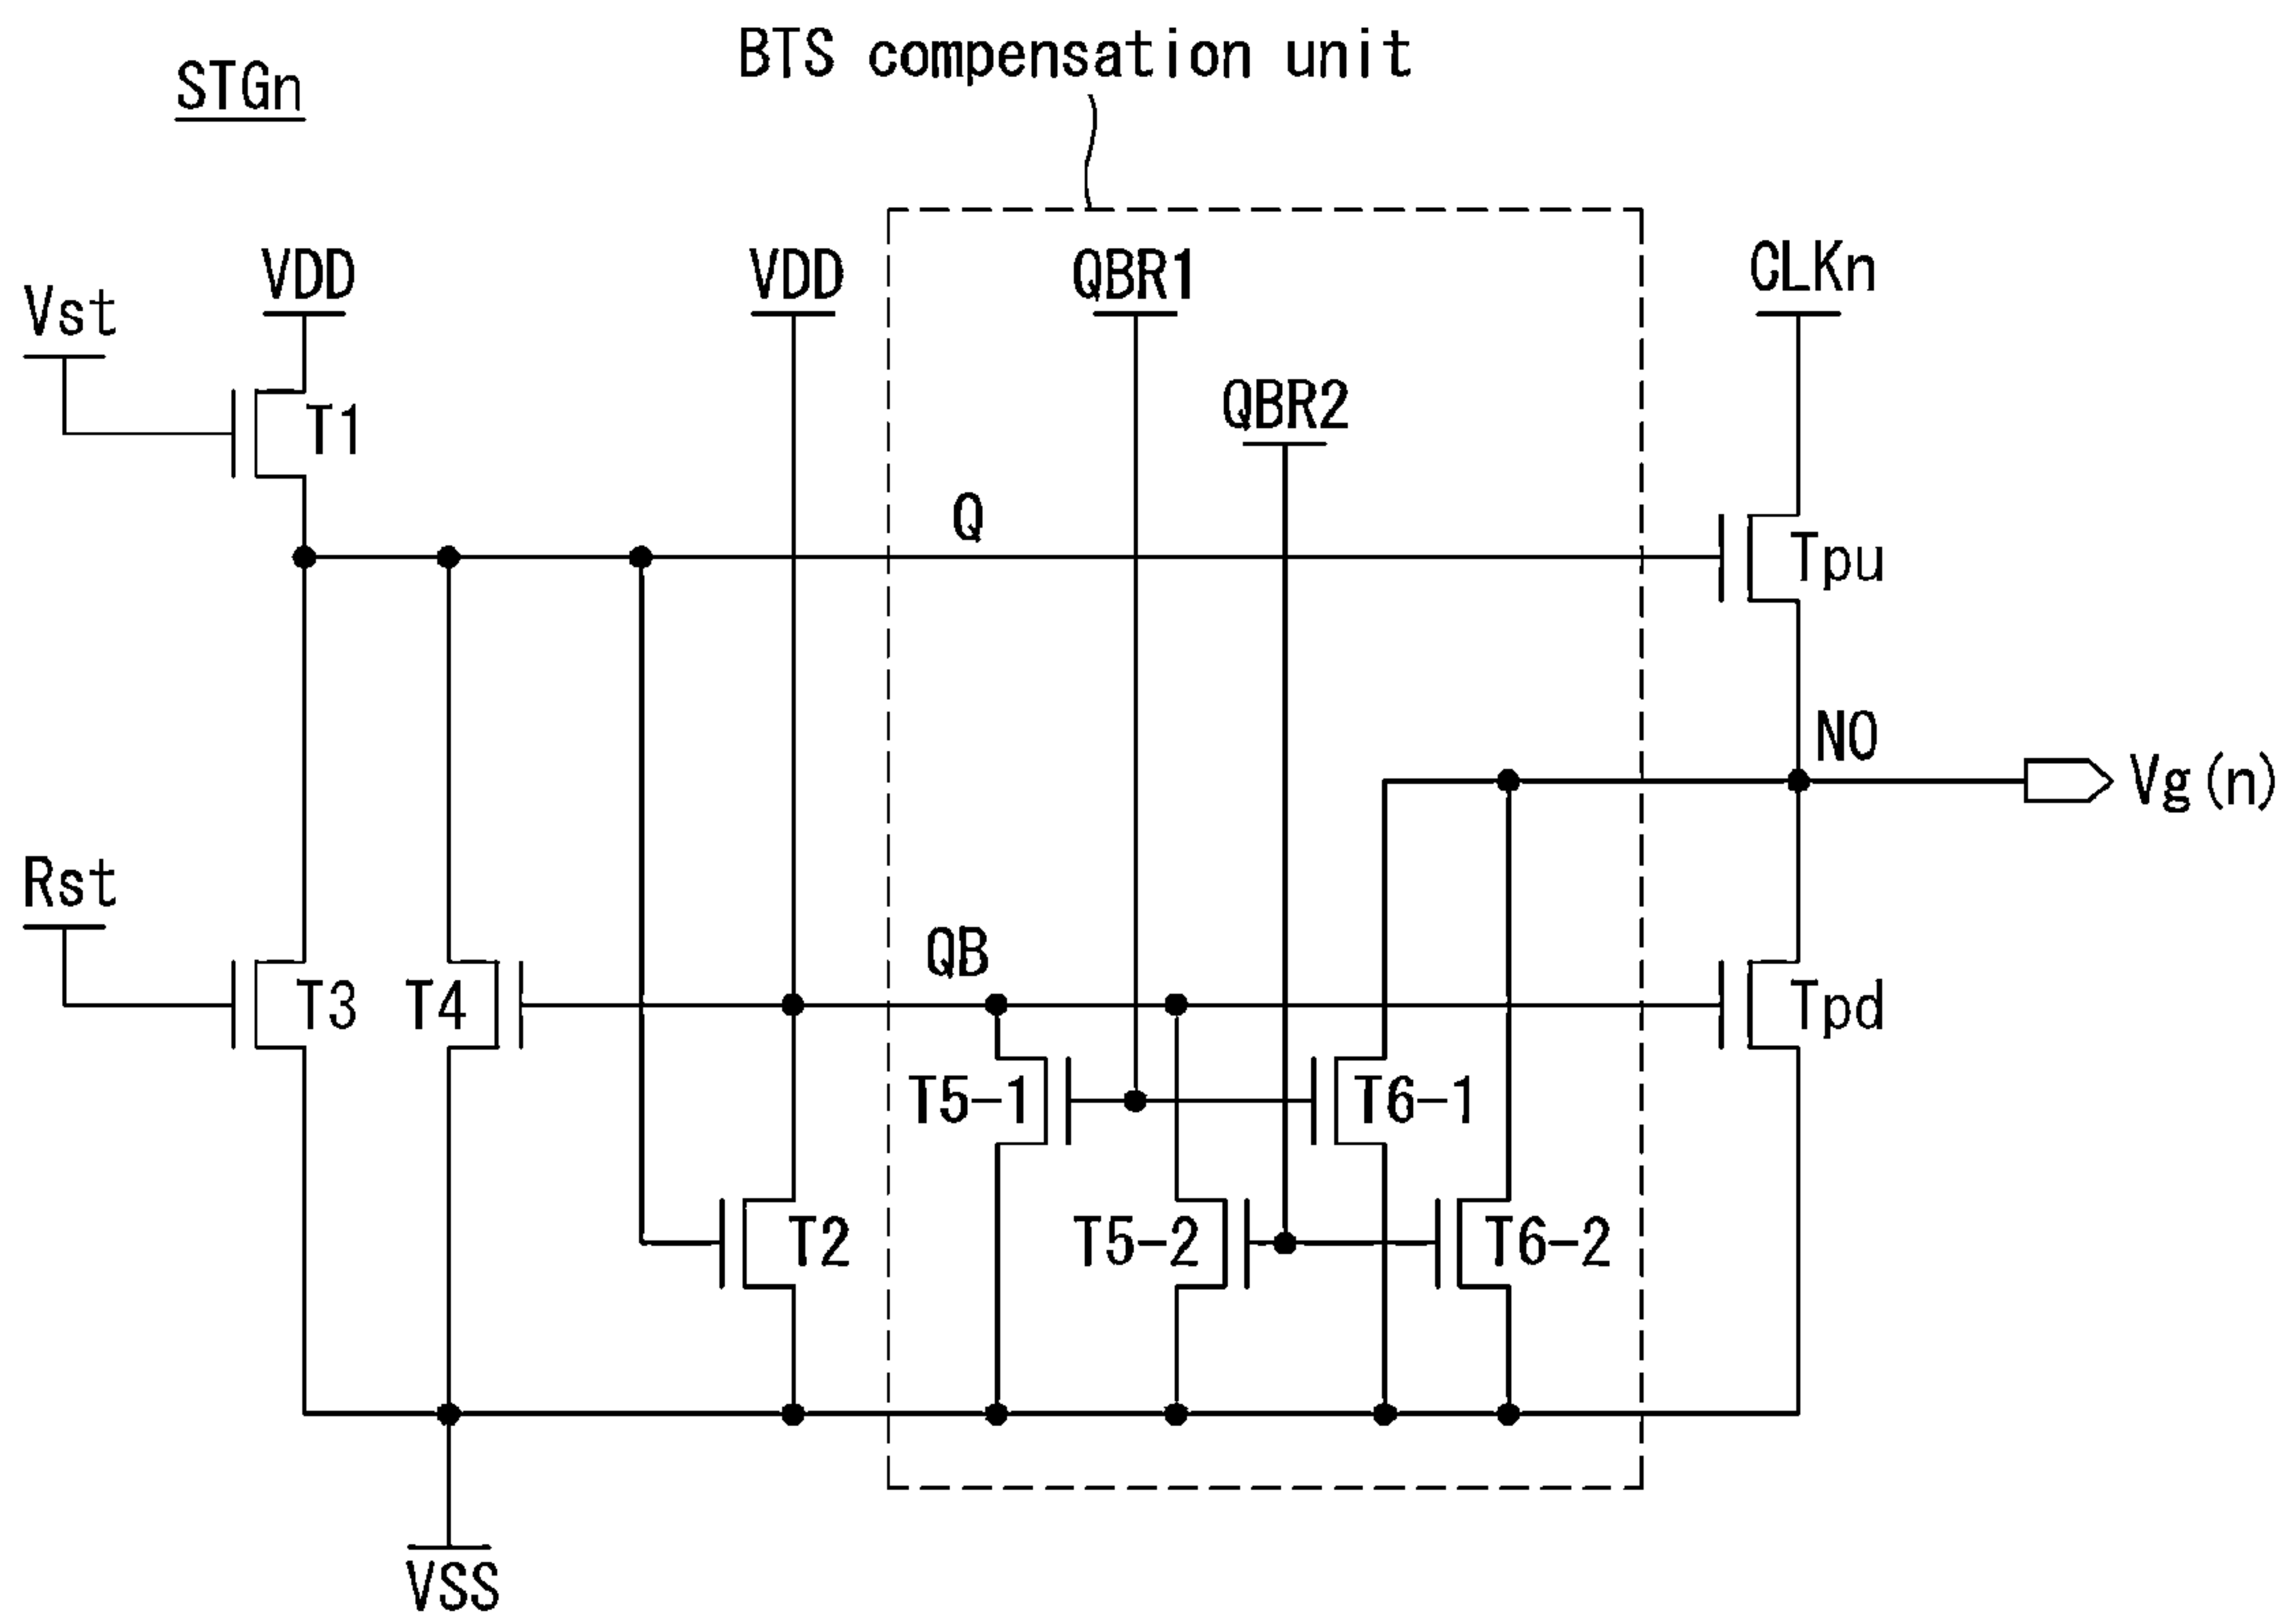 BTS compensation unit
STGn
VDD
VDD
QBR1
CLKn
Vst
QBR2
T1
Q
Tpu
NO
Vg(n)
Rst
QB
T3
T4
Tpd
T5-1
T6-1
T2
T5-2
T6-2
VSS